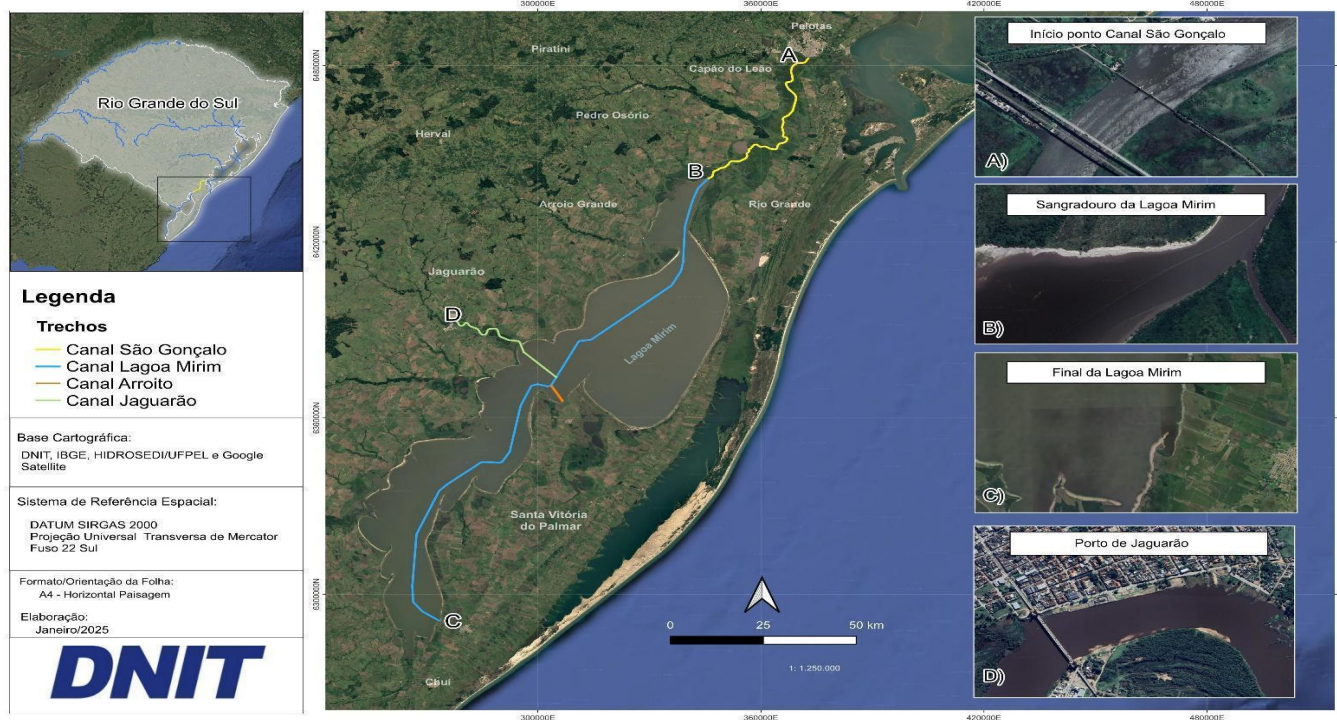 Rio Grande do Sul
Legenda
Trechos
Canal São Gonçalo
Canal Lagoa Mirim
Canal Arroito
Canal Jaguarão
Base Cartográfica:
DNIT, IBGE, HIDROSEDI/UFPEL e Google
Satellite
Sistema de Referência Espacial:
DATUM SIRGAS 2000
Projeção Universal Transversa de Mercator
Fuso 22 Sul
Formato/Orientação da Folha:
A4 - Horizontal Paisagem
Elaboração:
Janeiro/2025
DNIT
300000E
360000E
420000E
480000E
6480000N
6420000N
6360000N
6300000N
Pelotas
Piratini
A
Capão do Leão
Pedro Osório
Herval
B
Arroio Grande
Rio Grande
Jaguarão
D
Lagoa Mirim
Santa Vitória
do Palmar
C
Chuí
0 25 50 km
1: 1.250.000
300000E
360000E
420000E
480000E
Início ponto Canal São Gonçalo
A)
Sangradouro da Lagoa Mirim
B)
Final da Lagoa Mirim
C)
Porto de Jaguarão
D)